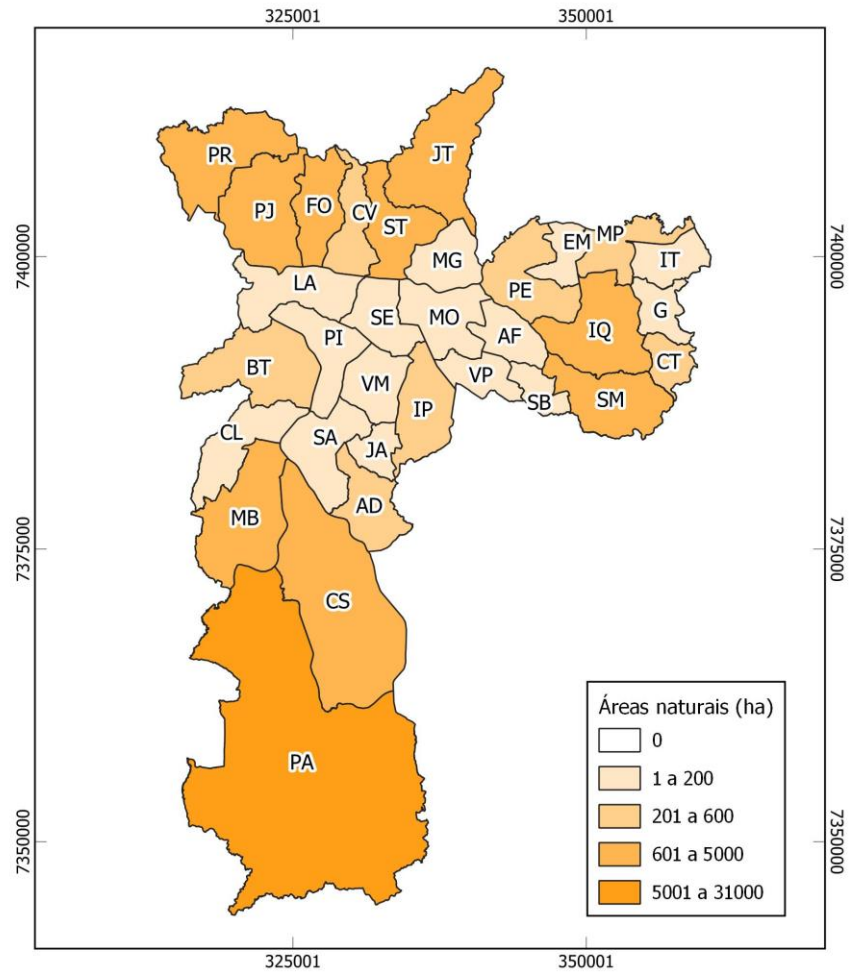 325001 350001
PR
JT
PJ
FO
CV
ST
7400000
7400000
MG
EM
MP
IT
LA
PE
SE
MO
G
PI
AF
IQ
BT
VM
VP
CT
IP
SB
SM
CL
SA
JA
MB
AD
7375000
7375000
CS
PA
Áreas naturais (ha)
0
1 a 200
201 a 600
601 a 5000
5001 a 31000
7350000
7350000
325001 350001